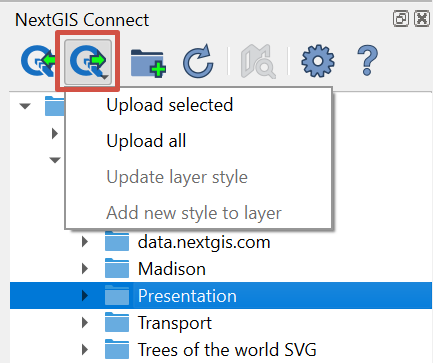 NextGIS Connect
Upload selected
Upload all
Update layer style
Add new style to layer
data.nextgis.com
Madison
Presentation
Transport
Trees of the world SVG